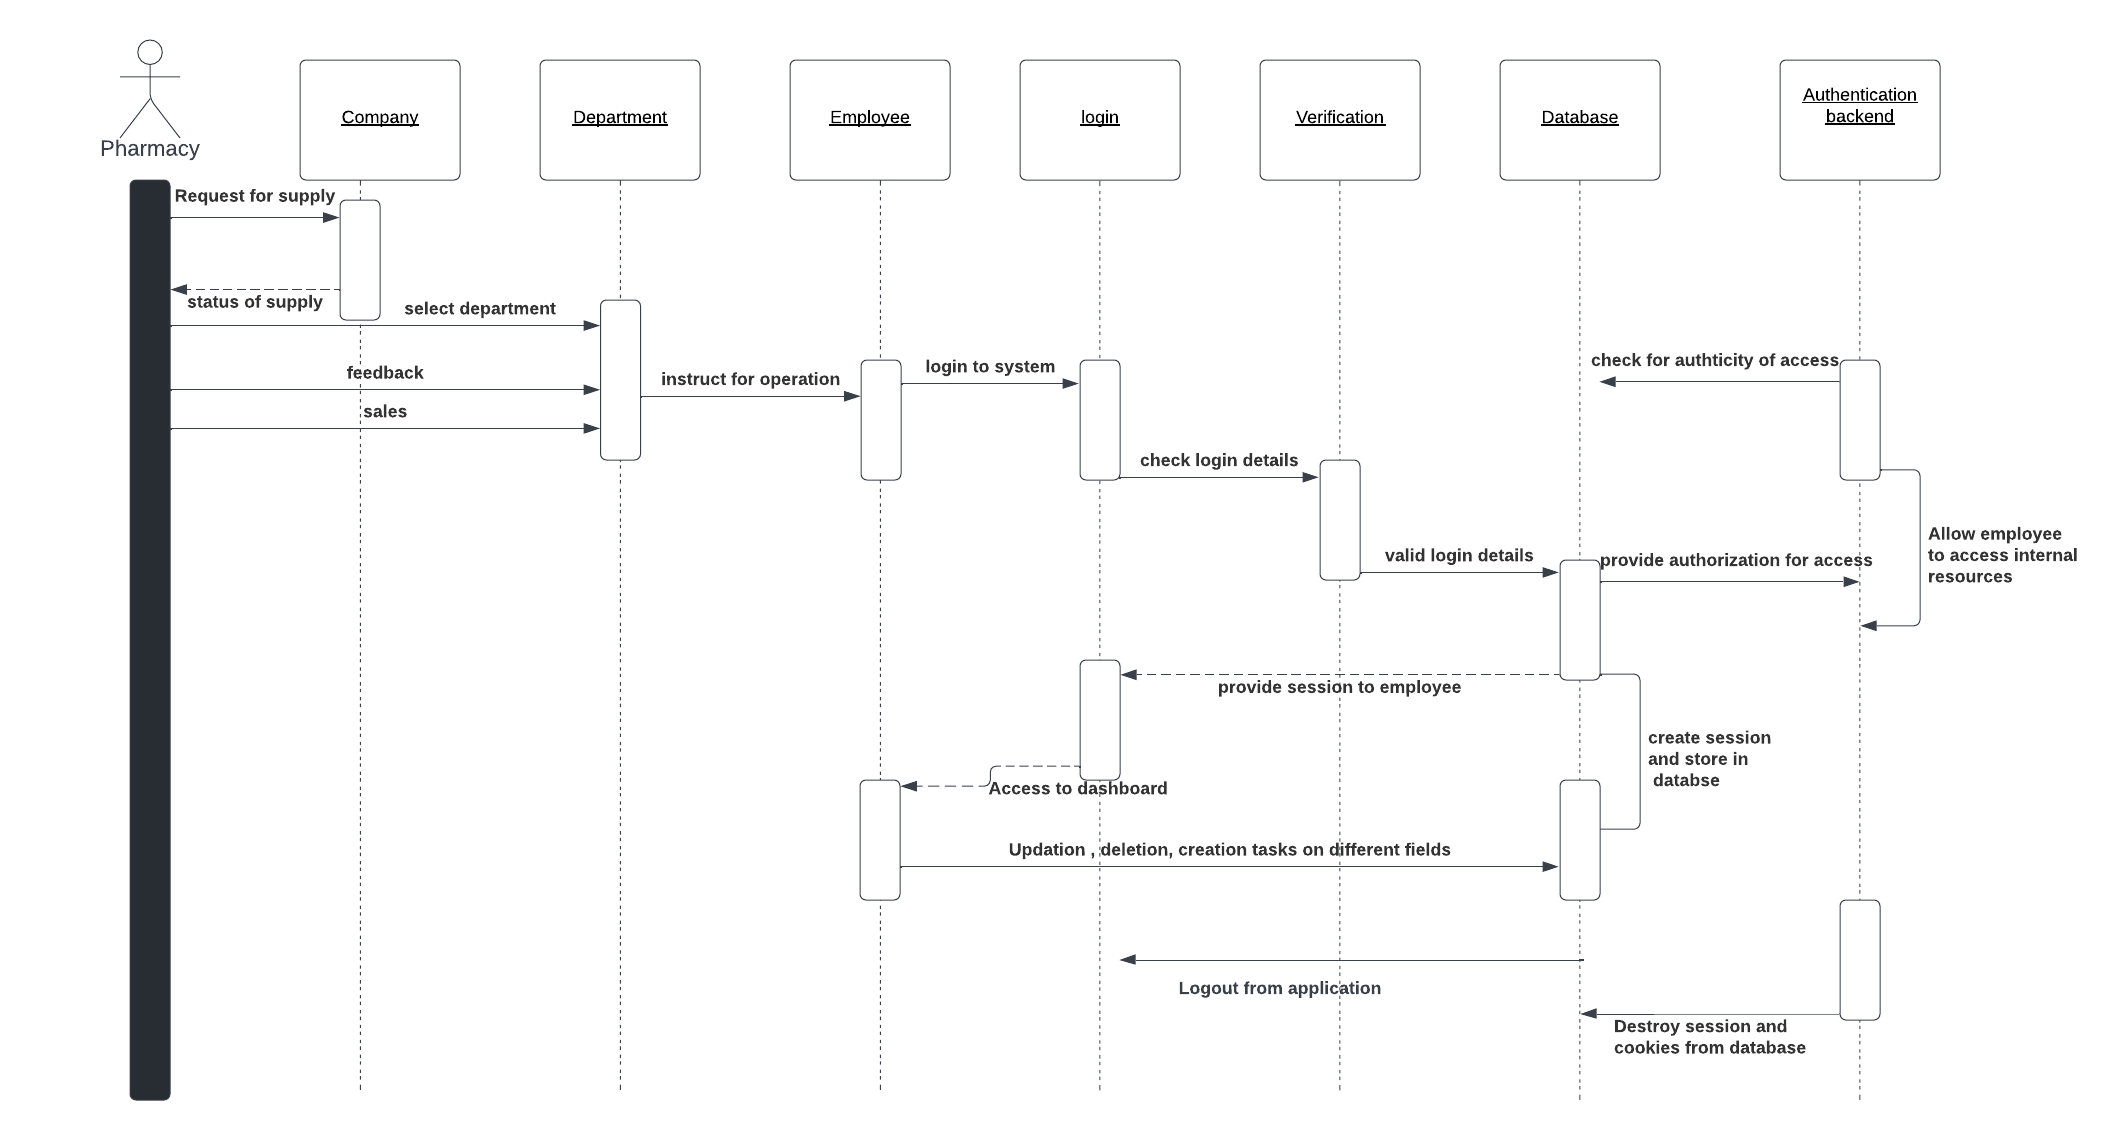 Pharmacy
Company
Department
Employee
login
Verification
Database
Authentication
backend
Request for supply
status of supply
select department
feedback
sales
instruct for operation
login to system
check for authticity of access
check login details
valid login details
provide authorization for access
Allow employee
to access internal
resources
provide session to employee
create session
and store in
databse
Access to dashboard
Updation , deletion, creation tasks on different fields
Logout from application
Destroy session and
cookies from database